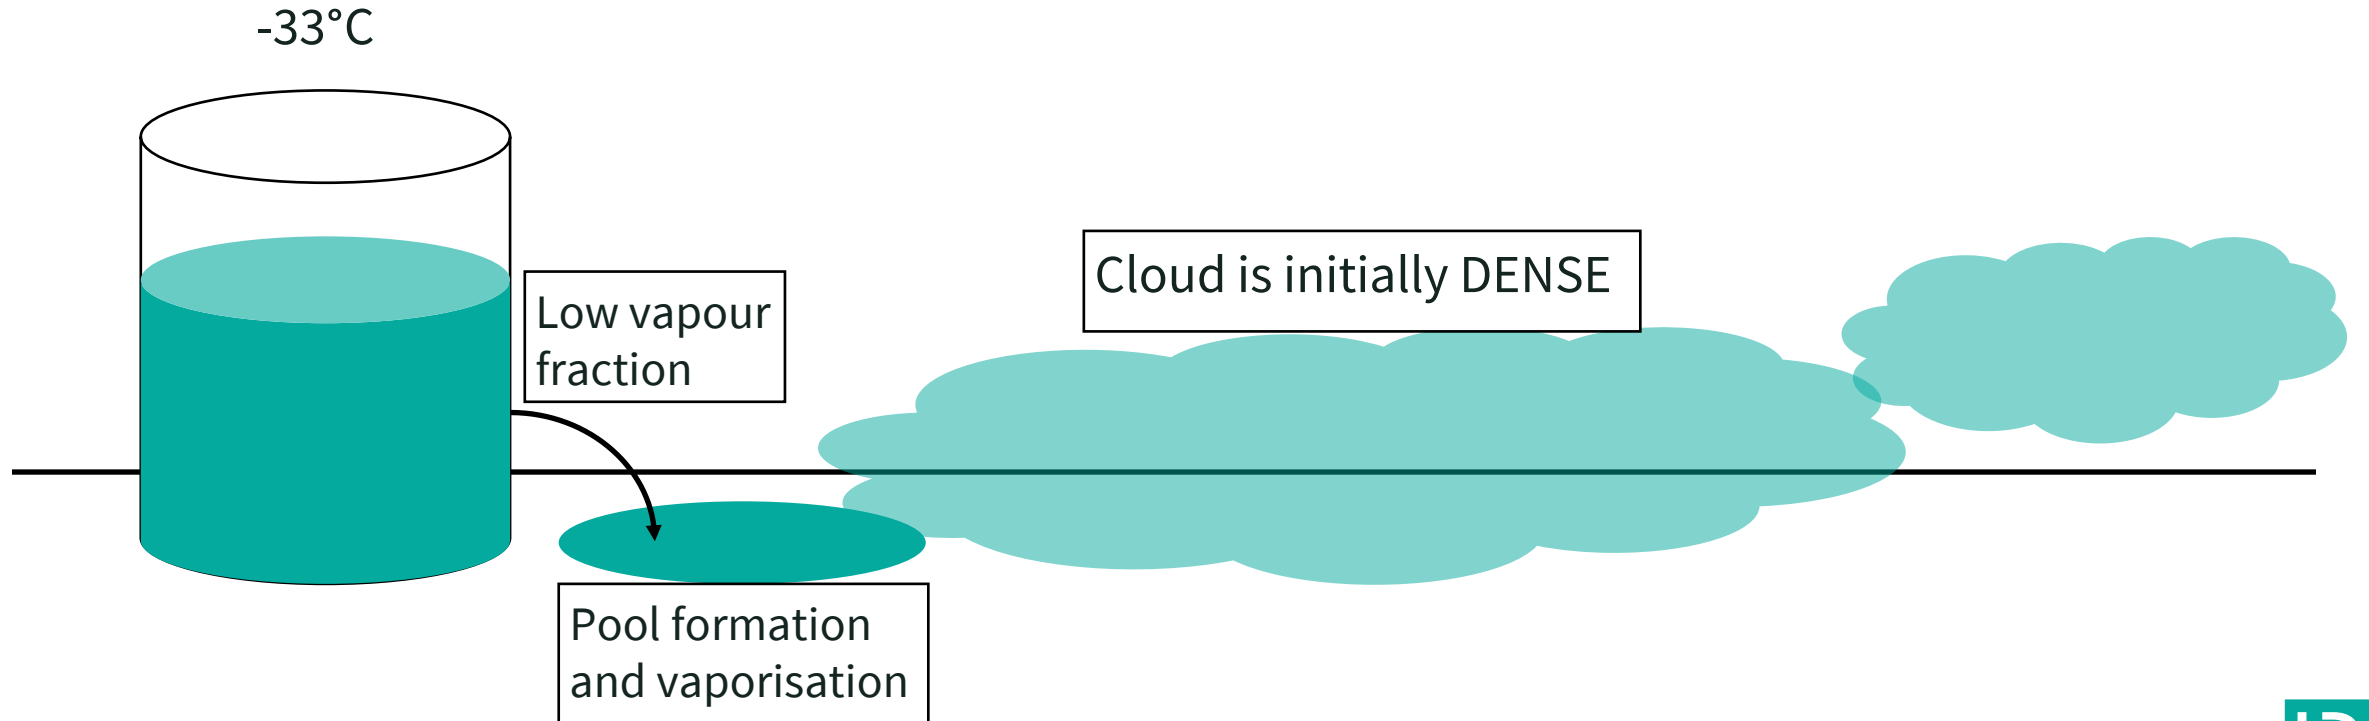 -33°C
Low vapour
fraction
Cloud is initially DENSE
Pool formation
and vaporisation